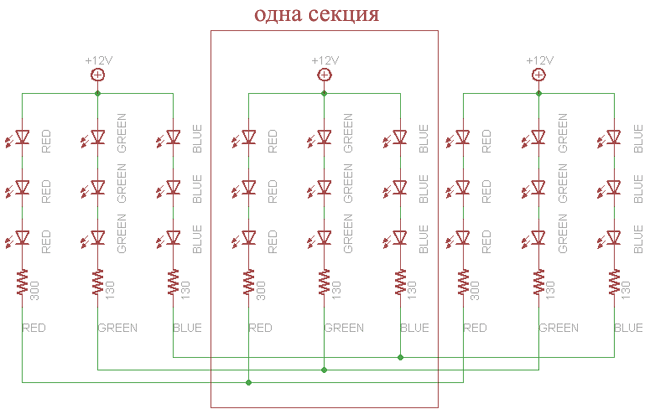 одна секция
+12V +12V +12V
RED GREEN BLUE RED GREEN BLUE RED GREEN BLUE
RED GREEN BLUE RED GREEN BLUE RED GREEN BLUE
RED GREEN BLUE RED GREEN BLUE RED GREEN BLUE
300 130 130 300 130 130 300 130 130
RED GREEN BLUE RED GREEN BLUE RED GREEN BLUE